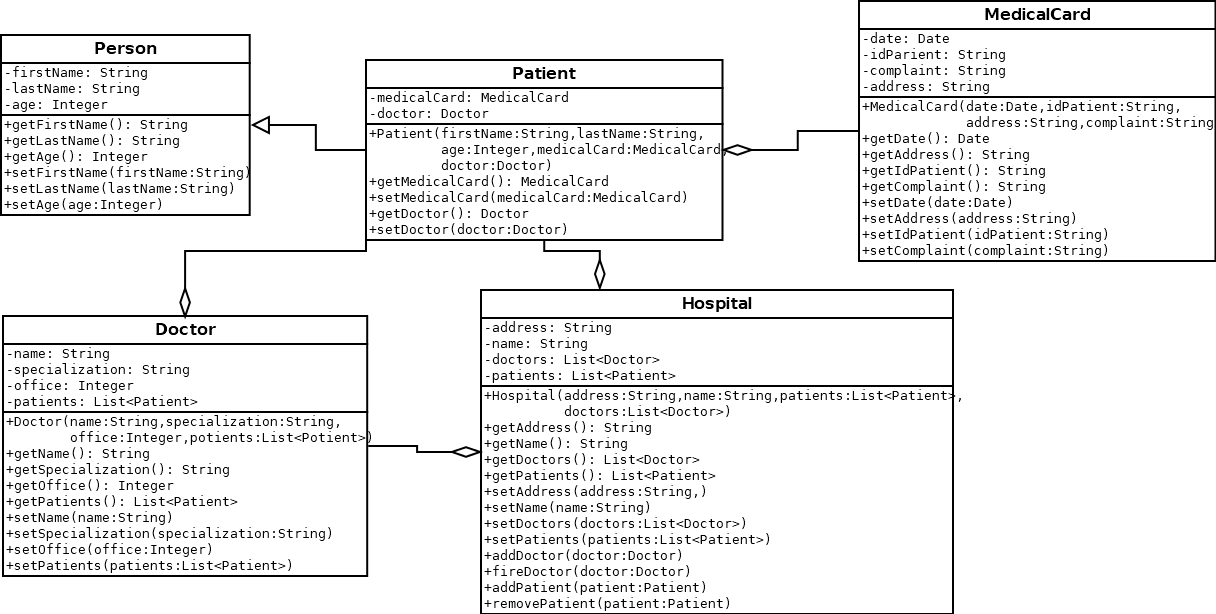 Person
-firstName: String
-lastName: String
-age: Integer
+getFirstName(): String
+getLastName(): String
+getAge(): Integer
+setFirstName(firstName:String)
+setLastName(lastName:String)
+setAge(age:Integer)
Patient
-medicalCard: MedicalCard
-doctor: Doctor
+Patient(firstName:String,lastName:String,
age:Integer,medicalCard:MedicalCard,
doctor:Doctor)
+getMedicalCard(): MedicalCard
+setMedicalCard(medicalCard:MedicalCard)
+getDoctor(): Doctor
+setDoctor(doctor:Doctor)
MedicalCard
-date: Date
-idParient: String
-complaint: String
-address: String
+MedicalCard(date:Date,idPatient:String,
address:String,complaint:String
+getDate(): Date
+getAddress(): String
+getIdPatient(): String
+getComplaint(): String
+setDate(date:Date)
+setAddress(address:String)
+setIdPatient(idPatient:String)
+setComplaint(complaint:String)
Doctor
-name: String
-specialization: String
-office: Integer
-patients: List<Patient>
+Doctor(name:String,specialization:String,
office:Integer,potients:List<Potient>)
+getName(): String
+getSpecialization(): String
+getOffice(): Integer
+getPatients(): List<Patient>
+setName(name:String)
+setSpecialization(specialization:String)
+setOffice(office:Integer)
+setPatients(patients:List<Patient>)
Hospital
-address: String
-name: String
-doctors: List<Doctor>
-patients: List<Patient>
+Hospital(address:String,name:String,patients:List<Patient>,
doctors:List<Doctor>)
+getAddress(): String
+getName(): String
+getDoctors(): List<Doctor>
+getPatients(): List<Patient>
+setAddress(address:String,)
+setName(name:String)
+setDoctors(doctors:List<Doctor>)
+setPatients(patients:List<Patient>)
+addDoctor(doctor:Doctor)
+fireDoctor(doctor:Doctor)
+addPatient(patient:Patient)
+removePatient(patient:Patient)